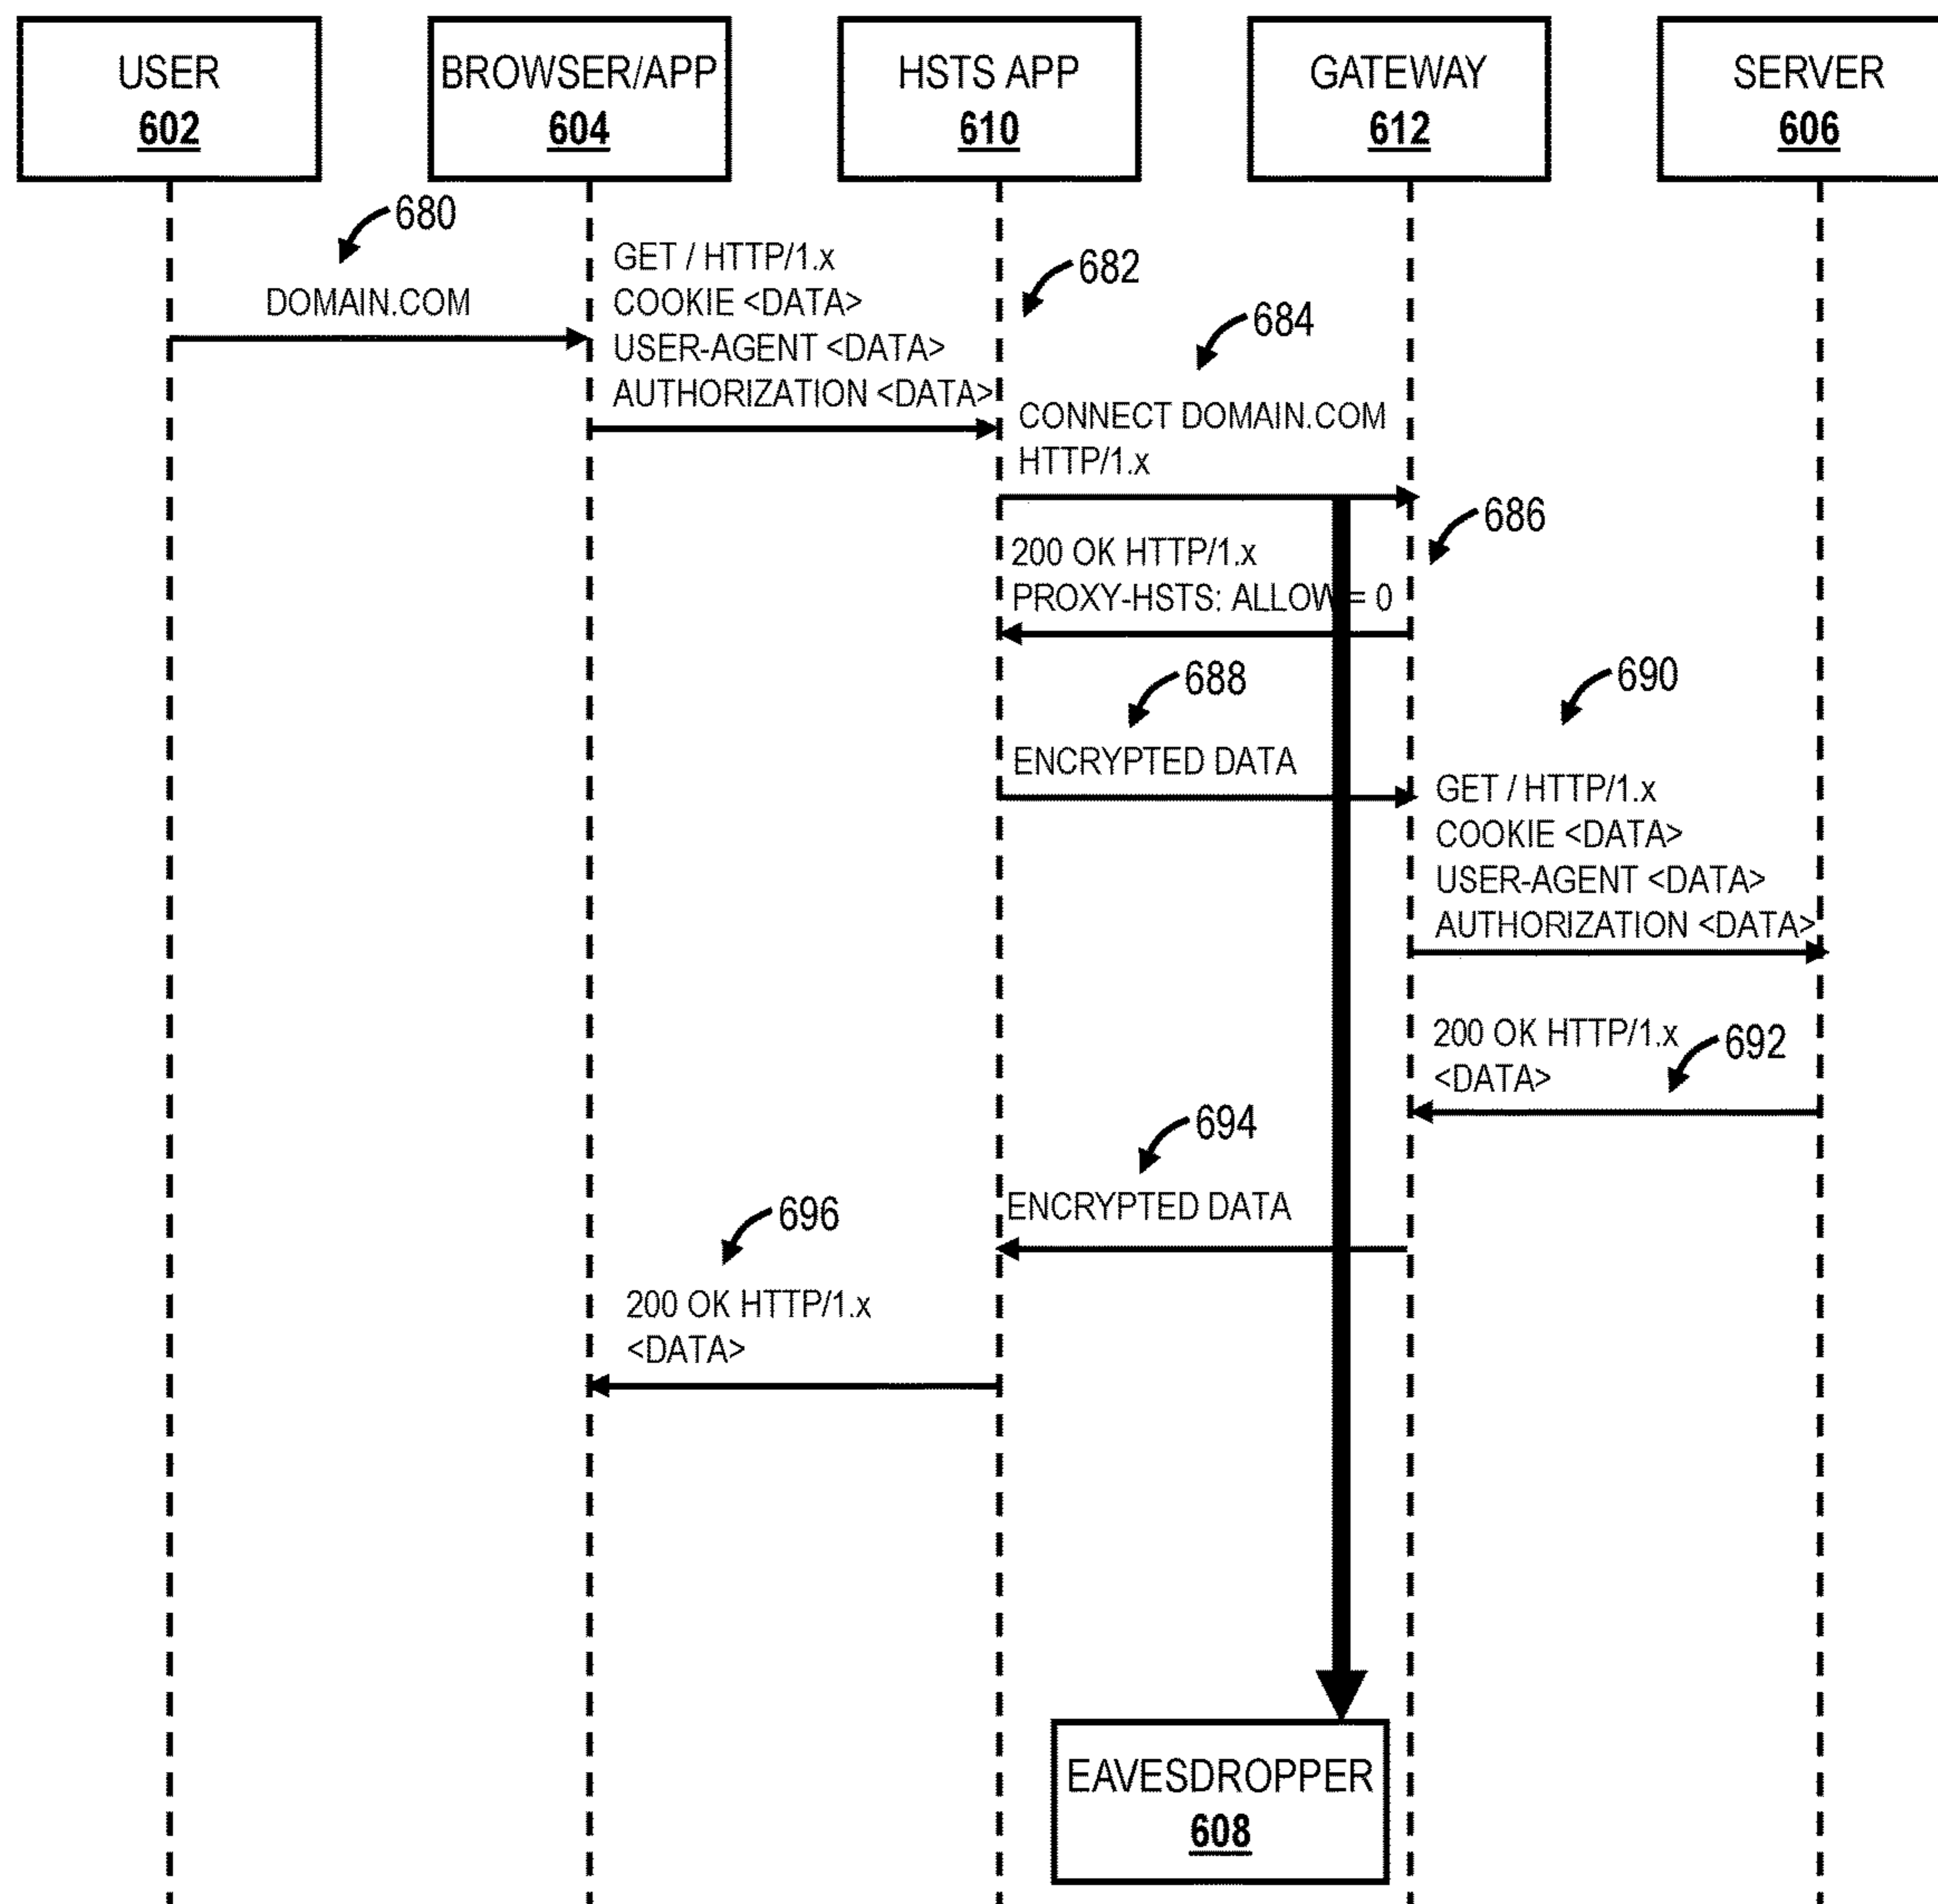 USER
602
BROWSER/APP
604
HSTS APP
610
GATEWAY
612
SERVER
606
680
DOMAIN.COM
GET / HTTP/1.x
COOKIE <DATA>
USER-AGENT <DATA>
AUTHORIZATION <DATA>
682
684
CONNECT DOMAIN.COM
HTTP/1.x
686
200 OK HTTP/1.x
PROXY-HSTS: ALLOW = 0
688
ENCRYPTED DATA
690
GET / HTTP/1.x
COOKIE <DATA>
USER-AGENT <DATA>
AUTHORIZATION <DATA>
200 OK HTTP/1.x
<DATA>
692
694
ENCRYPTED DATA
696
200 OK HTTP/1.x
<DATA>
EAVESDROPPER
608